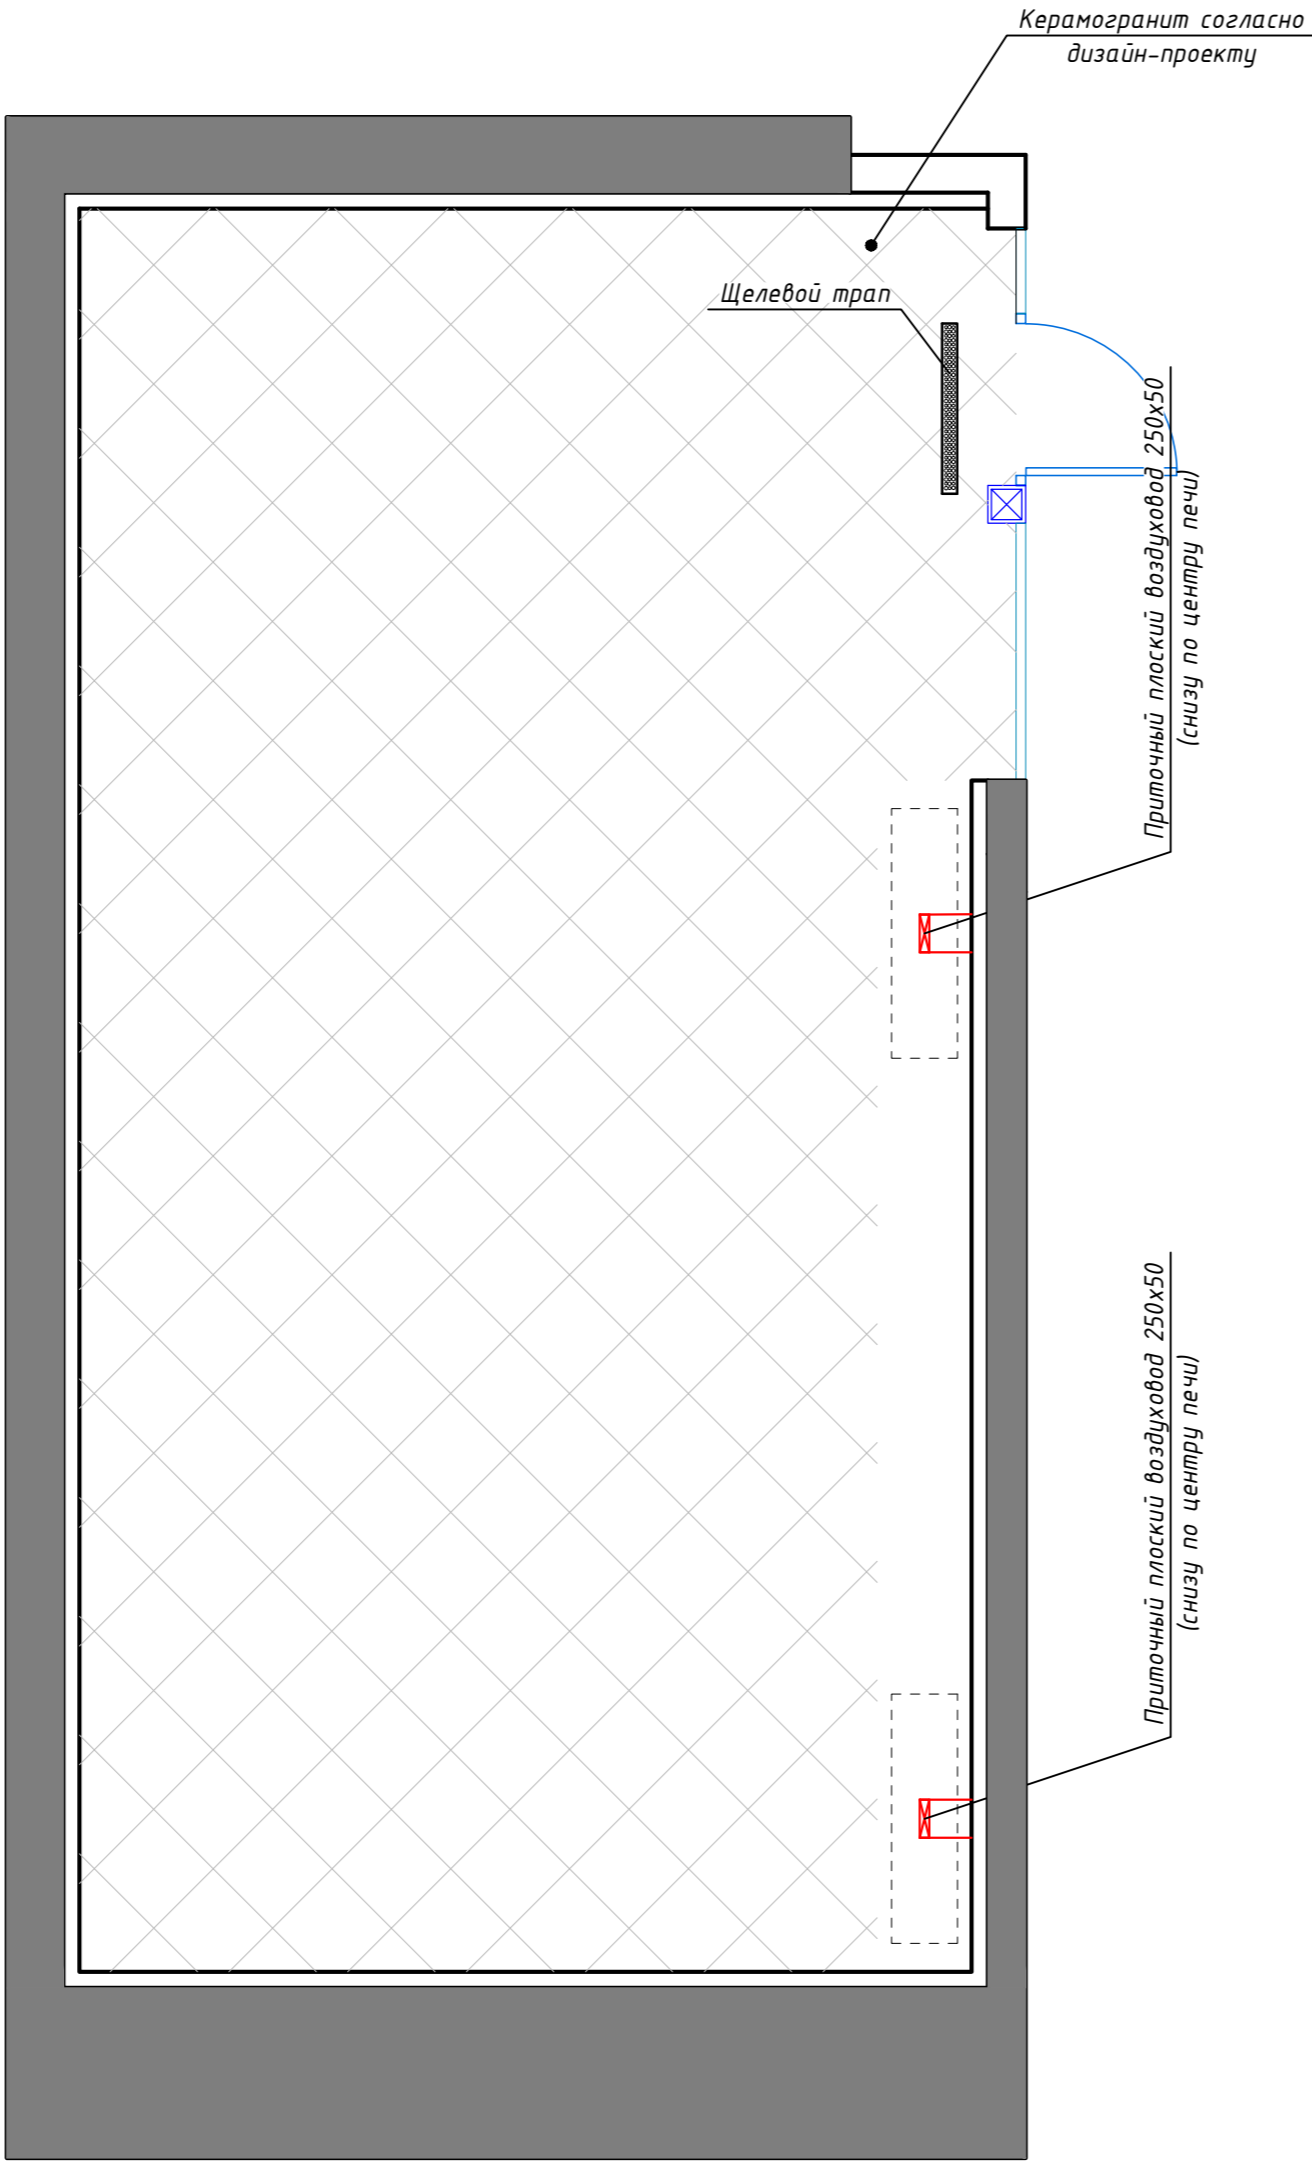 Керамогранит согласно
дизайн-проекту
Щелевой трап
Приточный плоский воздуховод 250х50
(снизу по центру печи)
Приточный плоский воздуховод 250х50
(снизу по центру печи)